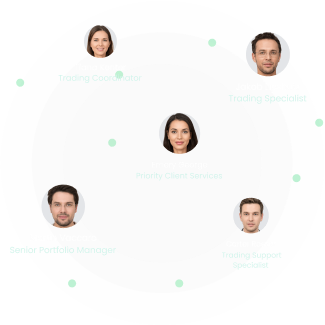 Trading Coordinator
Trading Specialist
Priority Client Services
Senior Portfolio Manager
Trading Support
Specialist